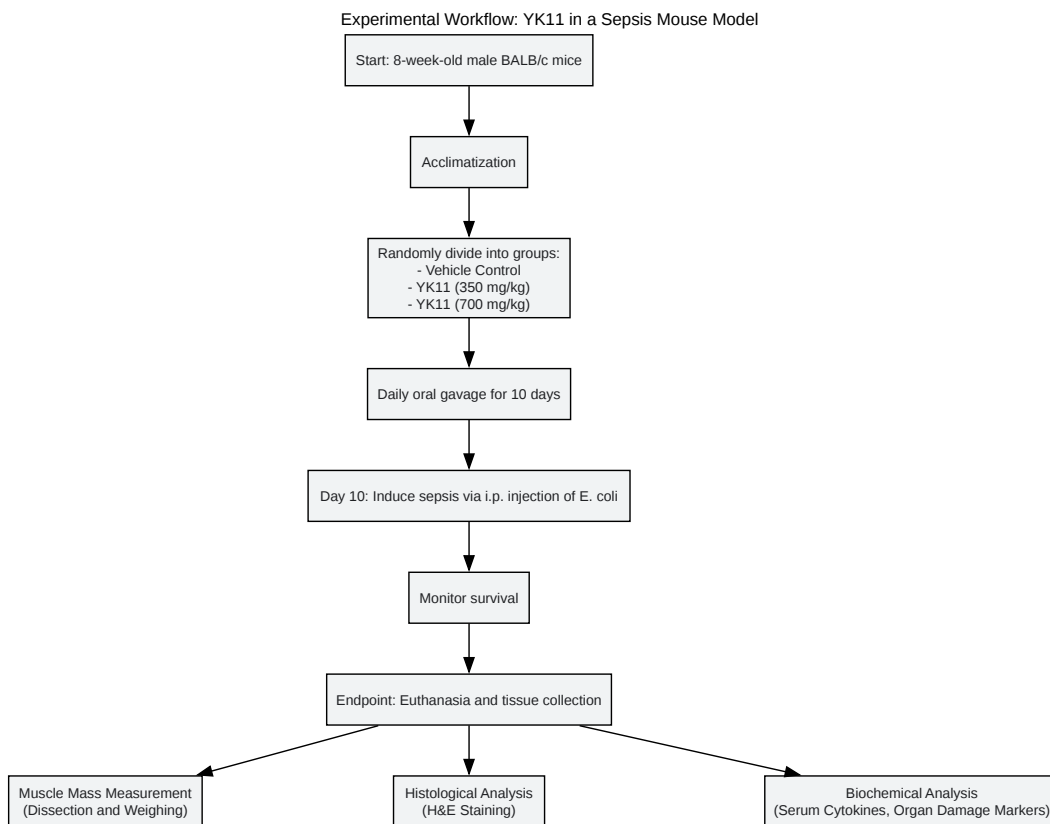 Experimental Workflow: YK11 in a Sepsis Mouse Model
Start: 8-week-old male BALB/c mice
Acclimatization
Randomly divide into groups:
- Vehicle Control
- YK11 (350 mg/kg)
- YK11 (700 mg/kg)
Daily oral gavage for 10 days
Day 10: Induce sepsis via i.p. injection of E. coli
Monitor survival
Endpoint: Euthanasia and tissue collection
Muscle Mass Measurement
(Dissection and Weighing)
Histological Analysis
(H&E Staining)
Biochemical Analysis
(Serum Cytokines, Organ Damage Markers)